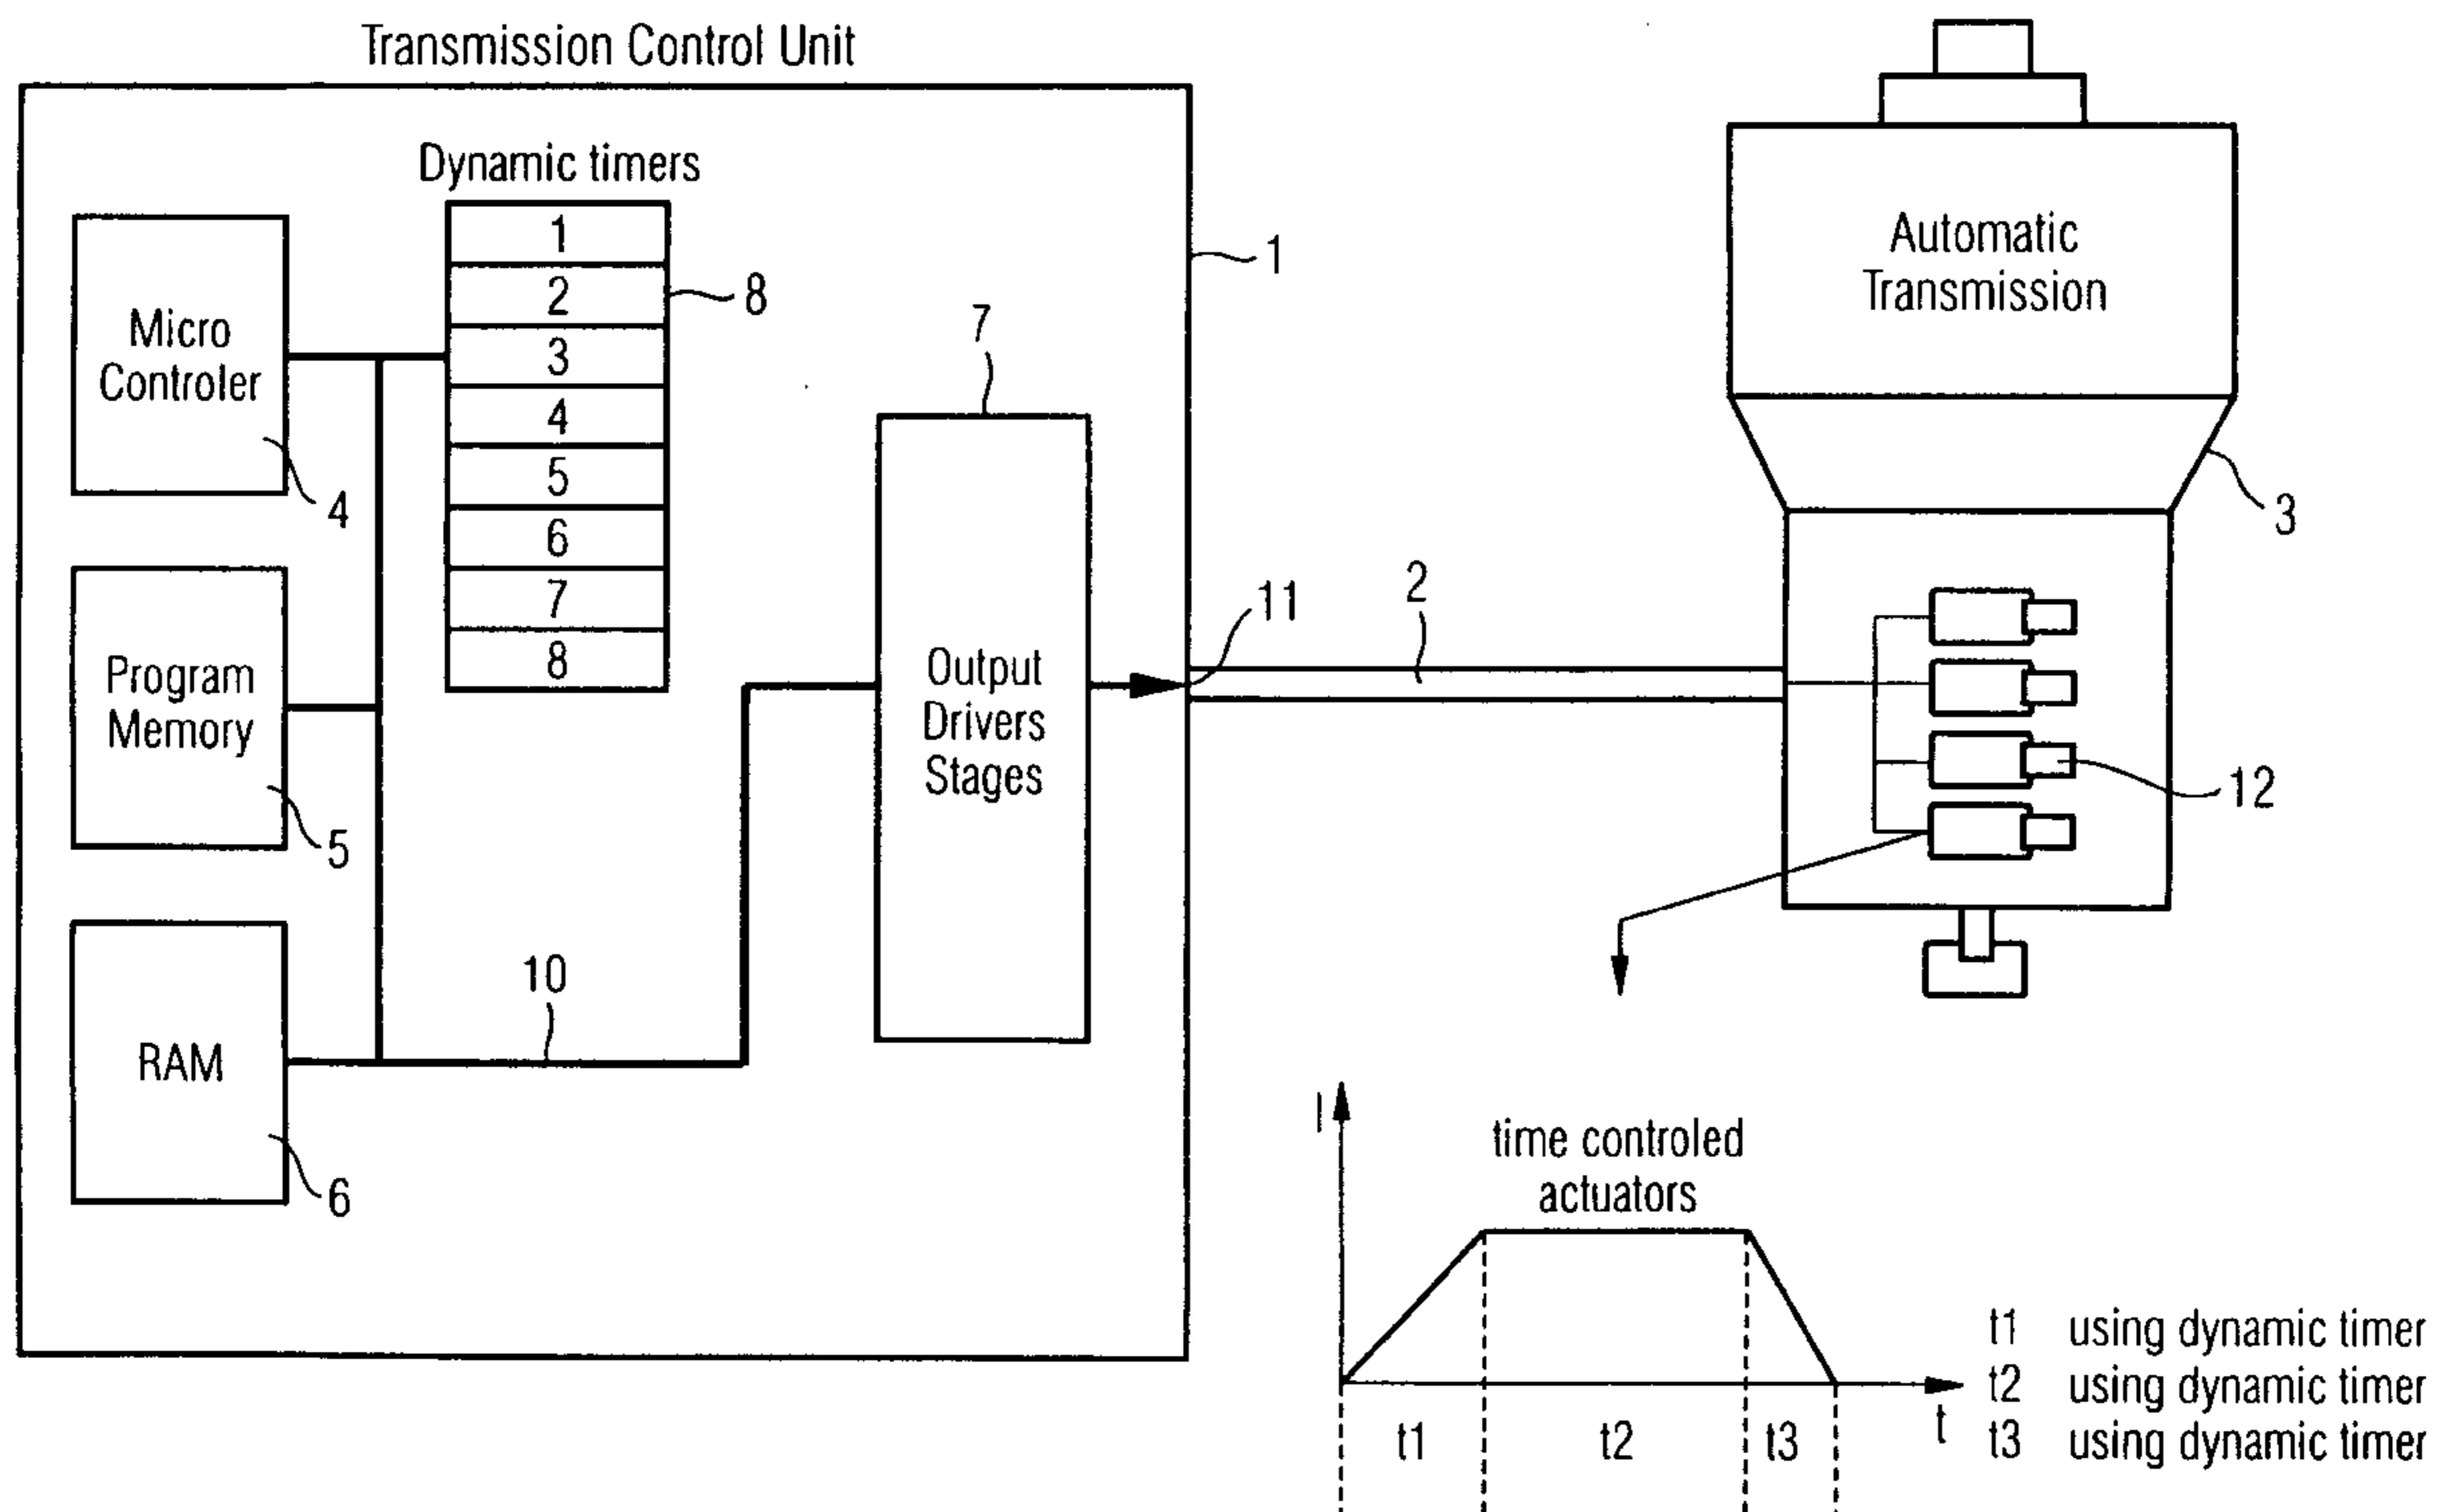 Transmission Control Unit
Dynamic timers
1
2
3
4
5
6
7
8
8
1
Micro
Controler
4
Program
Memory
5
RAM
6
10
7
Output
Drivers
Stages
11
2
Automatic
Transmission
3
12
I
time controled
actuators
t1
t2
t3
t
t1 using dynamic timer
t2 using dynamic timer
t3 using dynamic timer